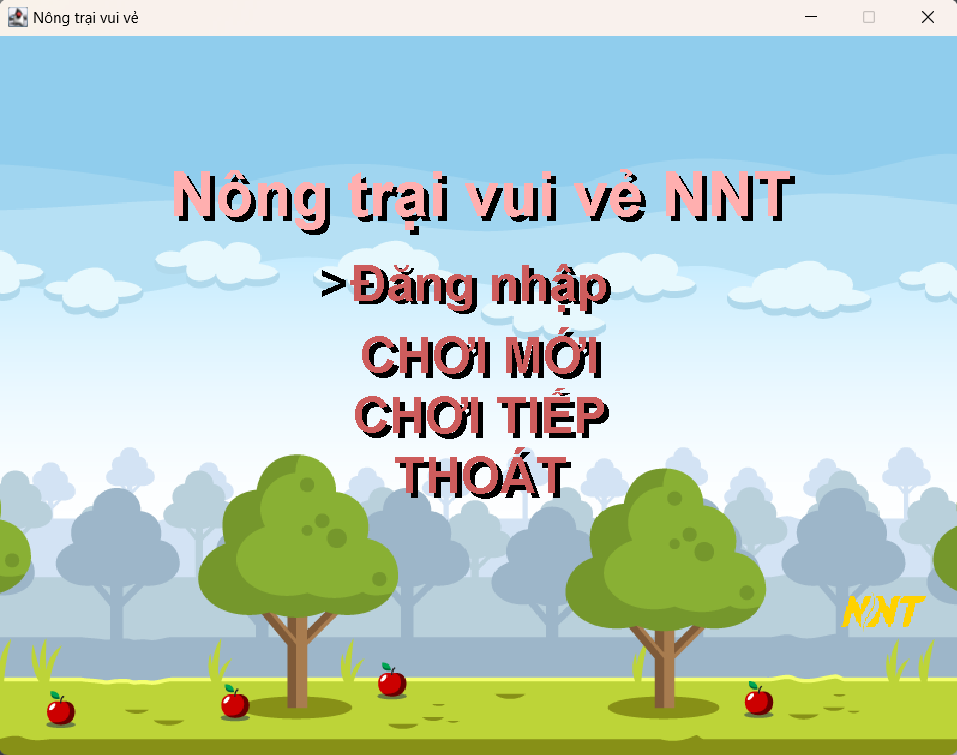 Nông trại vui vẻ
Nông trại vui vẻ NNT
>Đăng nhập
CHƠI MỚI
CHƠI TIẾP
THOÁT
NNT